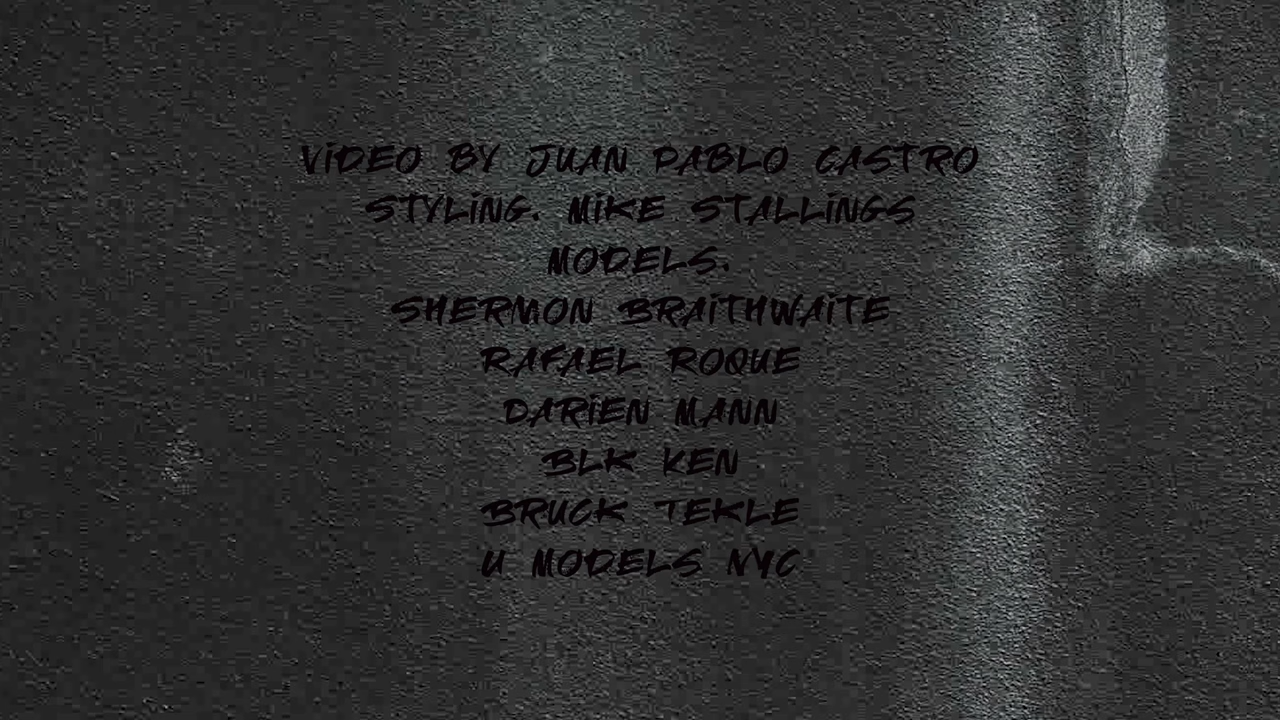 ViDEO BY JUAN PABLO CASTRO
STYLiNG. MiKE STALLiNGS
MODELS.
SHERMON BRAiTHWAiTE
RAFAEL ROQUE
DARiEN MANN
BLK KEN
BRUCK TEKLE
U MODELS NYC